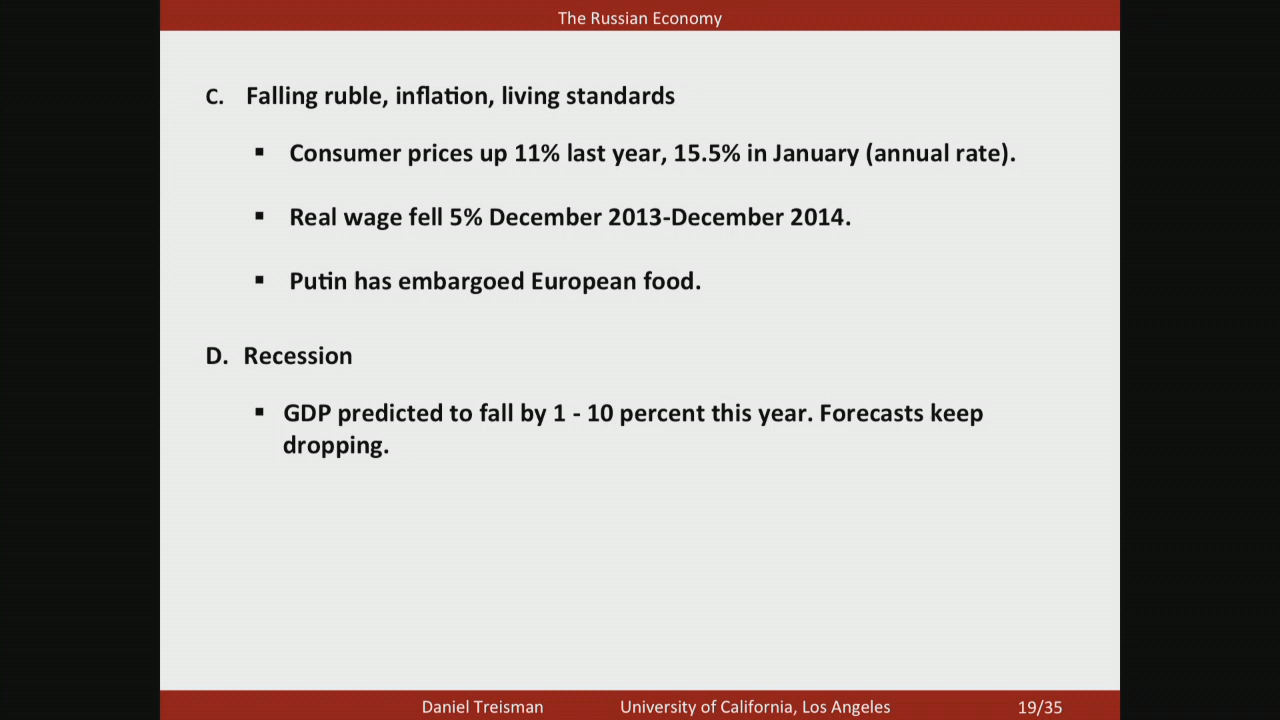 The Russian Economy
C. Falling ruble, inflation, living standards
▪ Consumer prices up 11% last year, 15.5% in January (annual rate).
▪ Real wage fell 5% December 2013-December 2014.
▪ Putin has embargoed European food.
D. Recession
▪ GDP predicted to fall by 1 - 10 percent this year. Forecasts keep
dropping.
Daniel Treisman University of California, Los Angeles 19/35